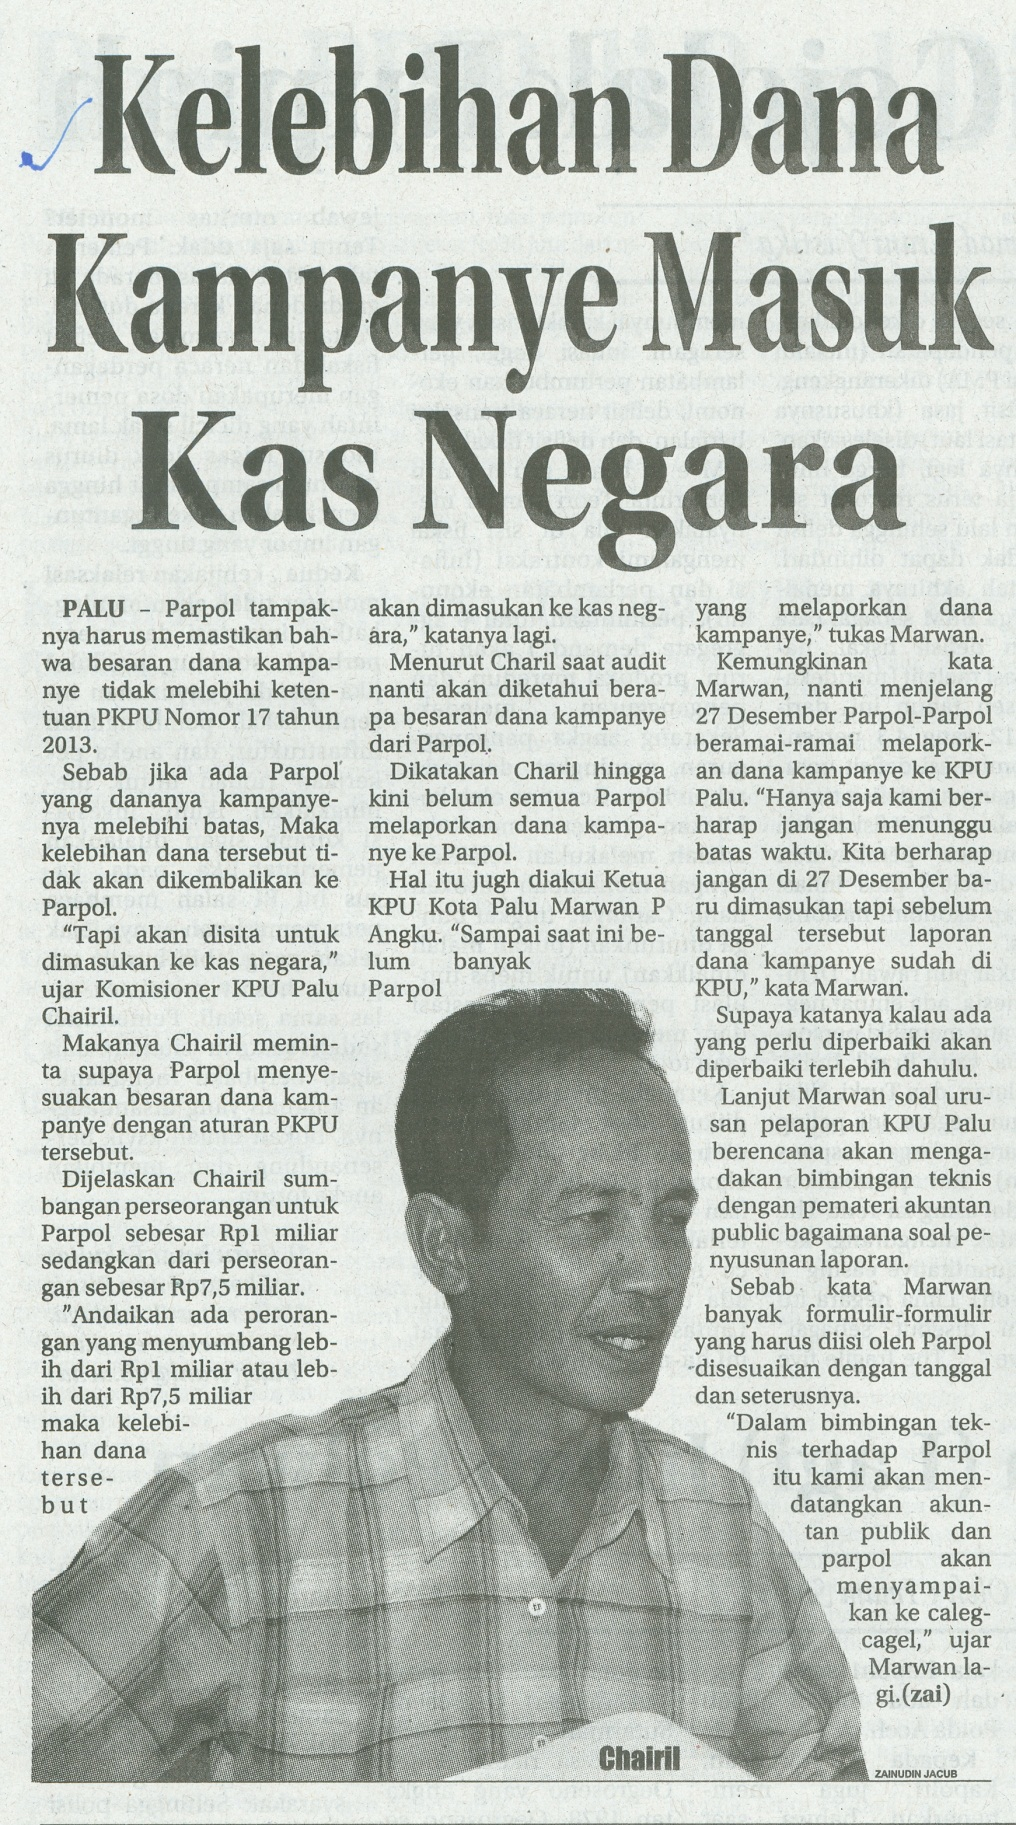 Kelebihan Dana
Kampanye Masuk
Kas Negara
PALU – Parpol tampak-
nya harus memastikan bah-
wa besaran dana kampa-
nye tidak melebihi keten-
tuan PKPU Nomor 17 tahun
2013.
Sebab jika ada Parpol
yang dananya kampanye-
nya melebihi batas, Maka
kelebihan dana tersebut ti-
dak akan dikembalikan ke
Parpol.
“Tapi akan disita untuk
dimasukan ke kas negara,”
ujar Komisioner KPU Palu
Chairil.
Makanya Chairil memin-
ta supaya Parpol menye-
suakan besaran dana kam-
panye dengan aturan PKPU
tersebut.
Dijelaskan Chairil sum-
bangan perseorangan untuk
Parpol sebesar Rp1 miliar
sedangkan dari perseoran-
gan sebesar Rp7,5 miliar.
”Andaikan ada peroran-
gan yang menyumbang leb-
ih dari Rp1 miliar atau leb-
ih dari Rp7,5 miliar
maka kelebi-
han dana
terse-
but
akan dimasukan ke kas neg-
ara,” katanya lagi.
Menurut Charil saat audit
nanti akan diketahui bera-
pa besaran dana kampanye
dari Parpol.
Dikatakan Charil hingga
kini belum semua Parpol
melaporkan dana kampa-
nye ke Parpol.
Hal itu jugh diakui Ketua
KPU Kota Palu Marwan P
Angku. “Sampai saat ini be-
lum banyak
Parpol
yang melaporkan dana
kampanye,” tukas Marwan.
Kemungkinan kata
Marwan, nanti menjelang
27 Desember Parpol-Parpol
beramai-ramai melapork-
an dana kampanye ke KPU
Palu. “Hanya saja kami ber-
harap jangan menunggu
batas waktu. Kita berharap
jangan di 27 Desember ba-
ru dimasukan tapi sebelum
tanggal tersebut laporan
dana kampanye sudah di
KPU,” kata Marwan.
Supaya katanya kalau ada
yang perlu diperbaiki akan
diperbaiki terlebih dahulu.
Lanjut Marwan soal uru-
san pelaporan KPU Palu
berencana akan menga-
dakan bimbingan teknis
dengan pemateri akuntan
public bagaimana soal pe-
nyusunan laporan.
Sebab kata Marwan
banyak formulir-formulir
yang harus diisi oleh Parpol
disesuaikan dengan tanggal
dan seterusnya.
“Dalam bimbingan tek-
nis terhadap Parpol
itu kami akan men-
datangkan akun-
tan publik dan
parpol akan
menyampai-
kan ke caleg-
cagel,” ujar
Marwan la-
gi.(zai)
Chairil
ZAINUDIN JACUB